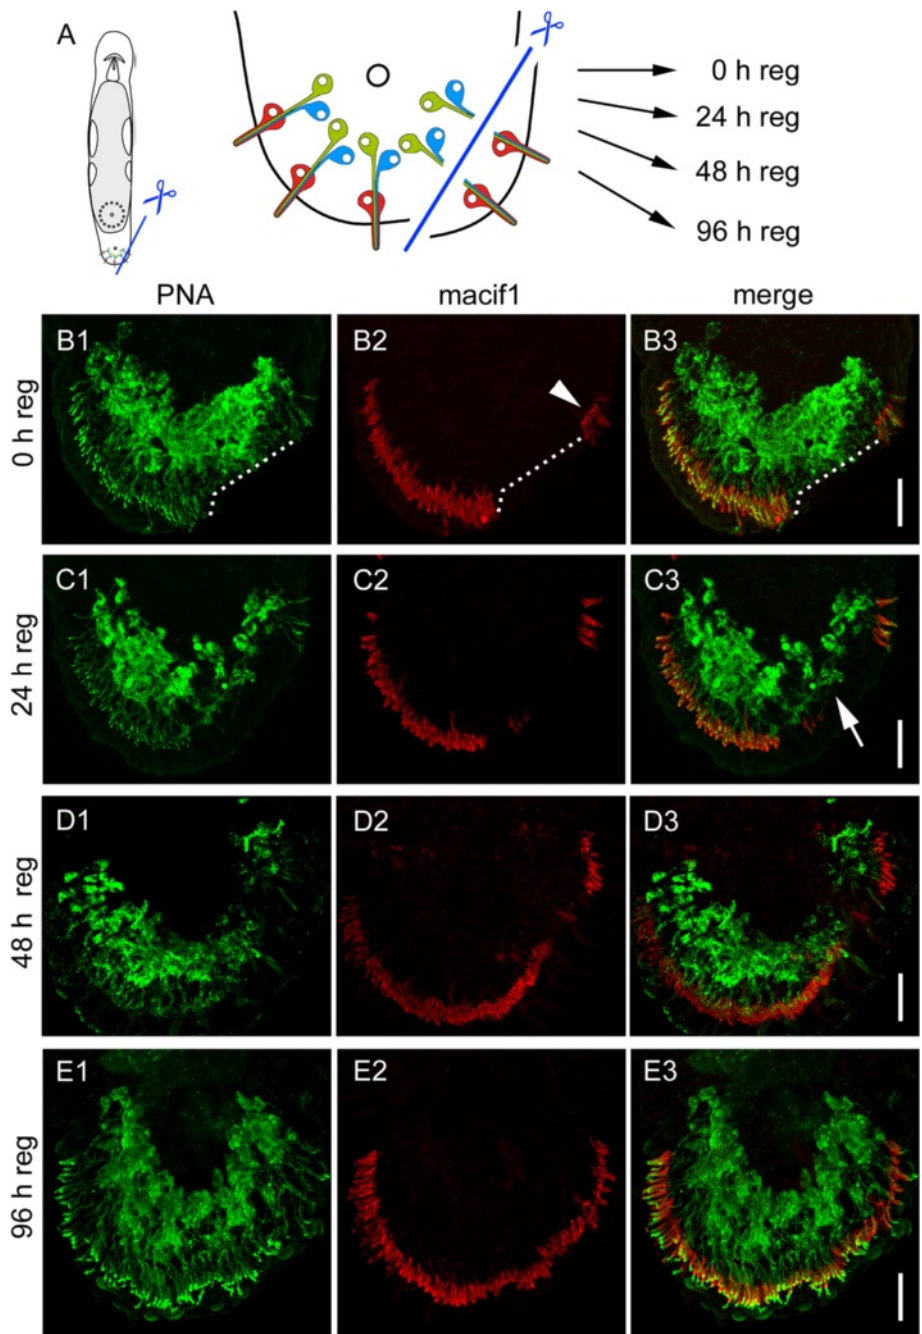 A
0 h reg
24 h reg
48 h reg
96 h reg
PNA macif1 merge
0 h reg
B1 B2 B3
24 h reg
C1 C2 C3
48 h reg
D1 D2 D3
96 h reg
E1 E2 E3